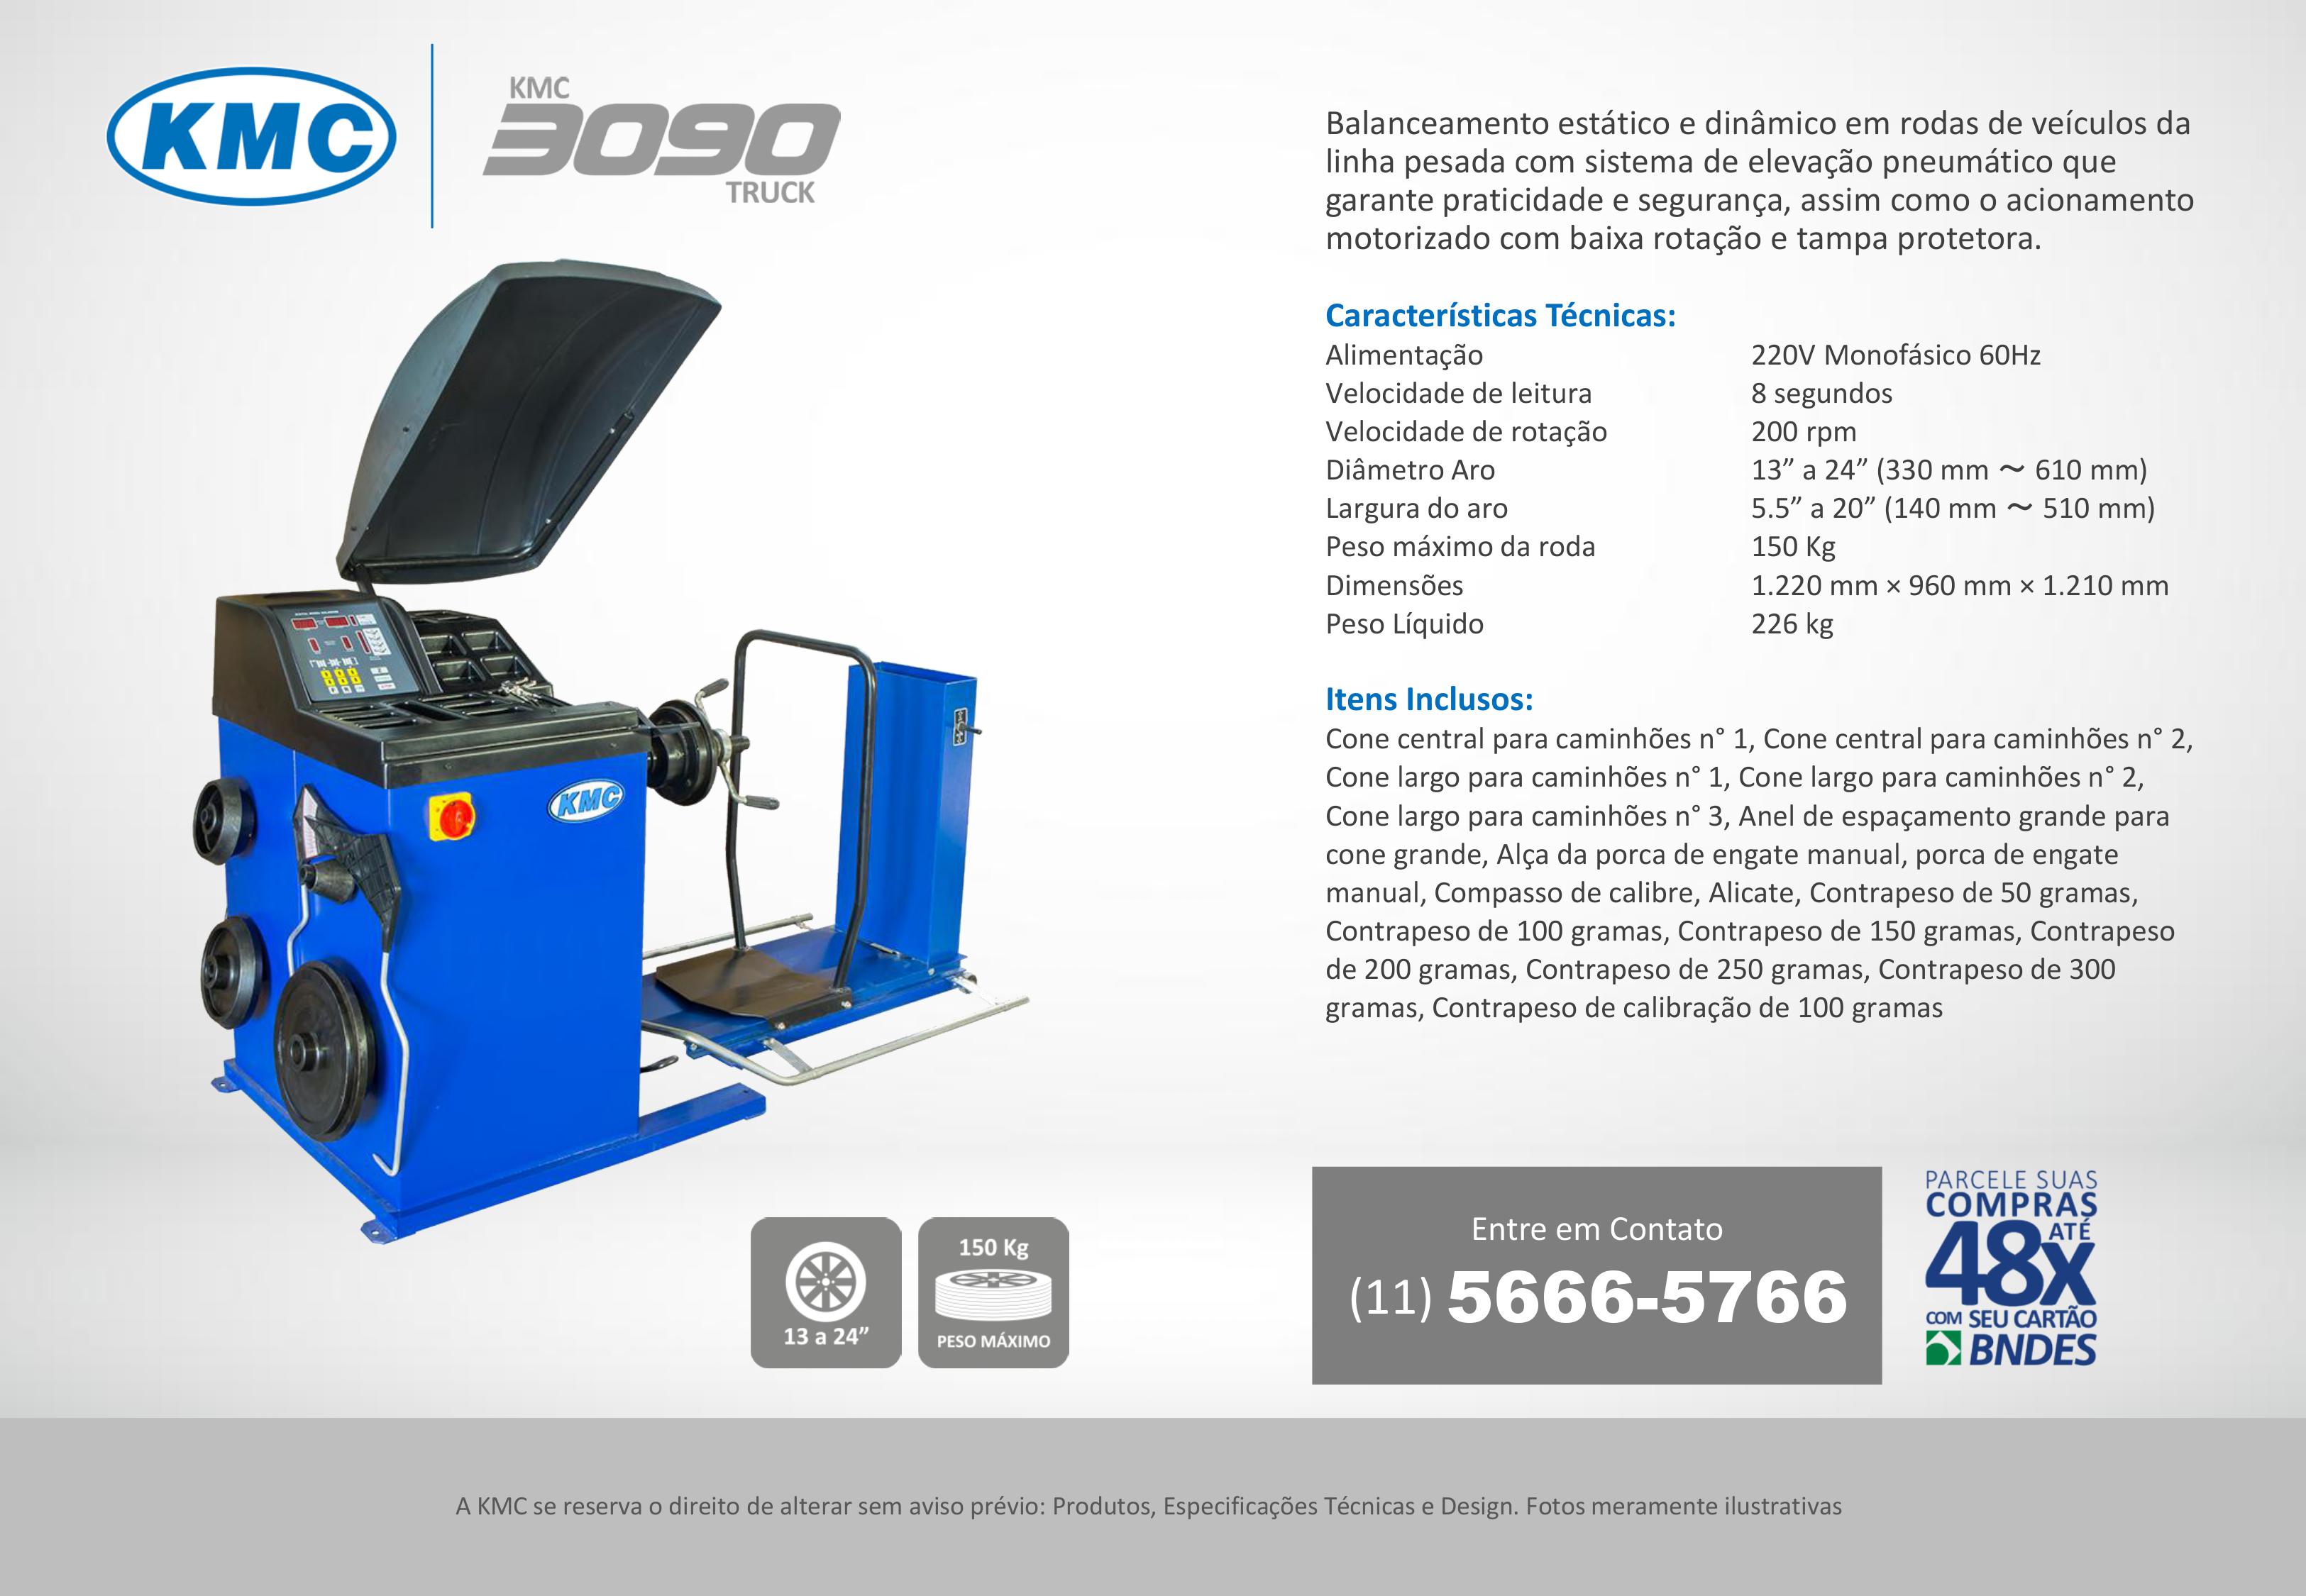 KMC
KMC
3090
TRUCK
Balanceamento estático e dinâmico em rodas de veículos da
linha pesada com sistema de elevação pneumático que
garante praticidade e segurança, assim como o acionamento
motorizado com baixa rotação e tampa protetora.
Características Técnicas:
Alimentação 220V Monofásico 60Hz
Velocidade de leitura 8 segundos
Velocidade de rotação 200 rpm
Diâmetro Aro 13” a 24” (330 mm ～ 610 mm)
Largura do aro 5.5” a 20” (140 mm ～ 510 mm)
Peso máximo da roda 150 Kg
Dimensões 1.220 mm × 960 mm × 1.210 mm
Peso Líquido 226 kg
Itens Inclusos:
Cone central para caminhões n° 1, Cone central para caminhões n° 2,
Cone largo para caminhões n° 1, Cone largo para caminhões n° 2,
Cone largo para caminhões n° 3, Anel de espaçamento grande para
cone grande, Alça da porca de engate manual, porca de engate
manual, Compasso de calibre, Alicate, Contrapeso de 50 gramas,
Contrapeso de 100 gramas, Contrapeso de 150 gramas, Contrapeso
de 200 gramas, Contrapeso de 250 gramas, Contrapeso de 300
gramas, Contrapeso de calibração de 100 gramas
KMC
13 a 24”
150 Kg
PESO MÁXIMO
Entre em Contato
(11) 5666-5766
PARCELE SUAS
COMPRAS
ATÉ
48X
COM SEU CARTÃO
BNDES
A KMC se reserva o direito de alterar sem aviso prévio: Produtos, Especificações Técnicas e Design. Fotos meramente ilustrativas